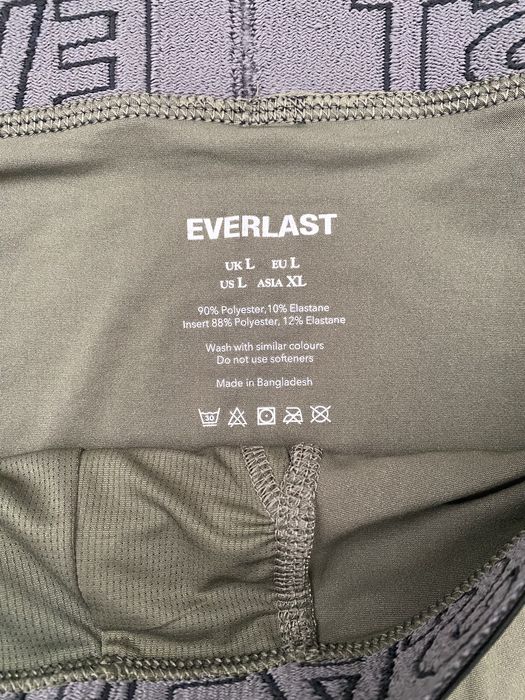 EVERLAST
UK L EU L
US L ASIA XL
90% Polyester,10% Elastane
Insert 88% Polyester, 12% Elastane
Wash with similar colours
Do not use softeners
Made in Bangladesh
30